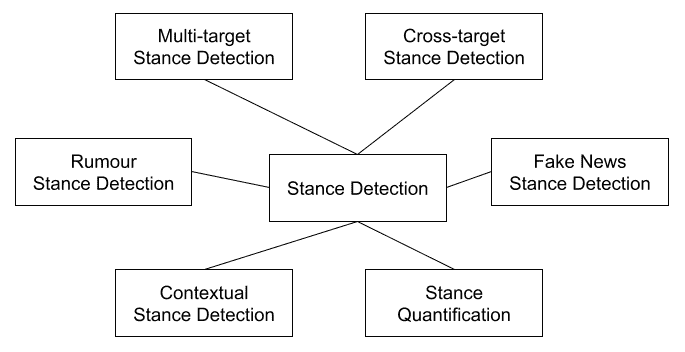 Multi-target
Stance Detection
Cross-target
Stance Detection
Rumour
Stance Detection
Stance Detection
Fake News
Stance Detection
Contextual
Stance Detection
Stance
Quantification